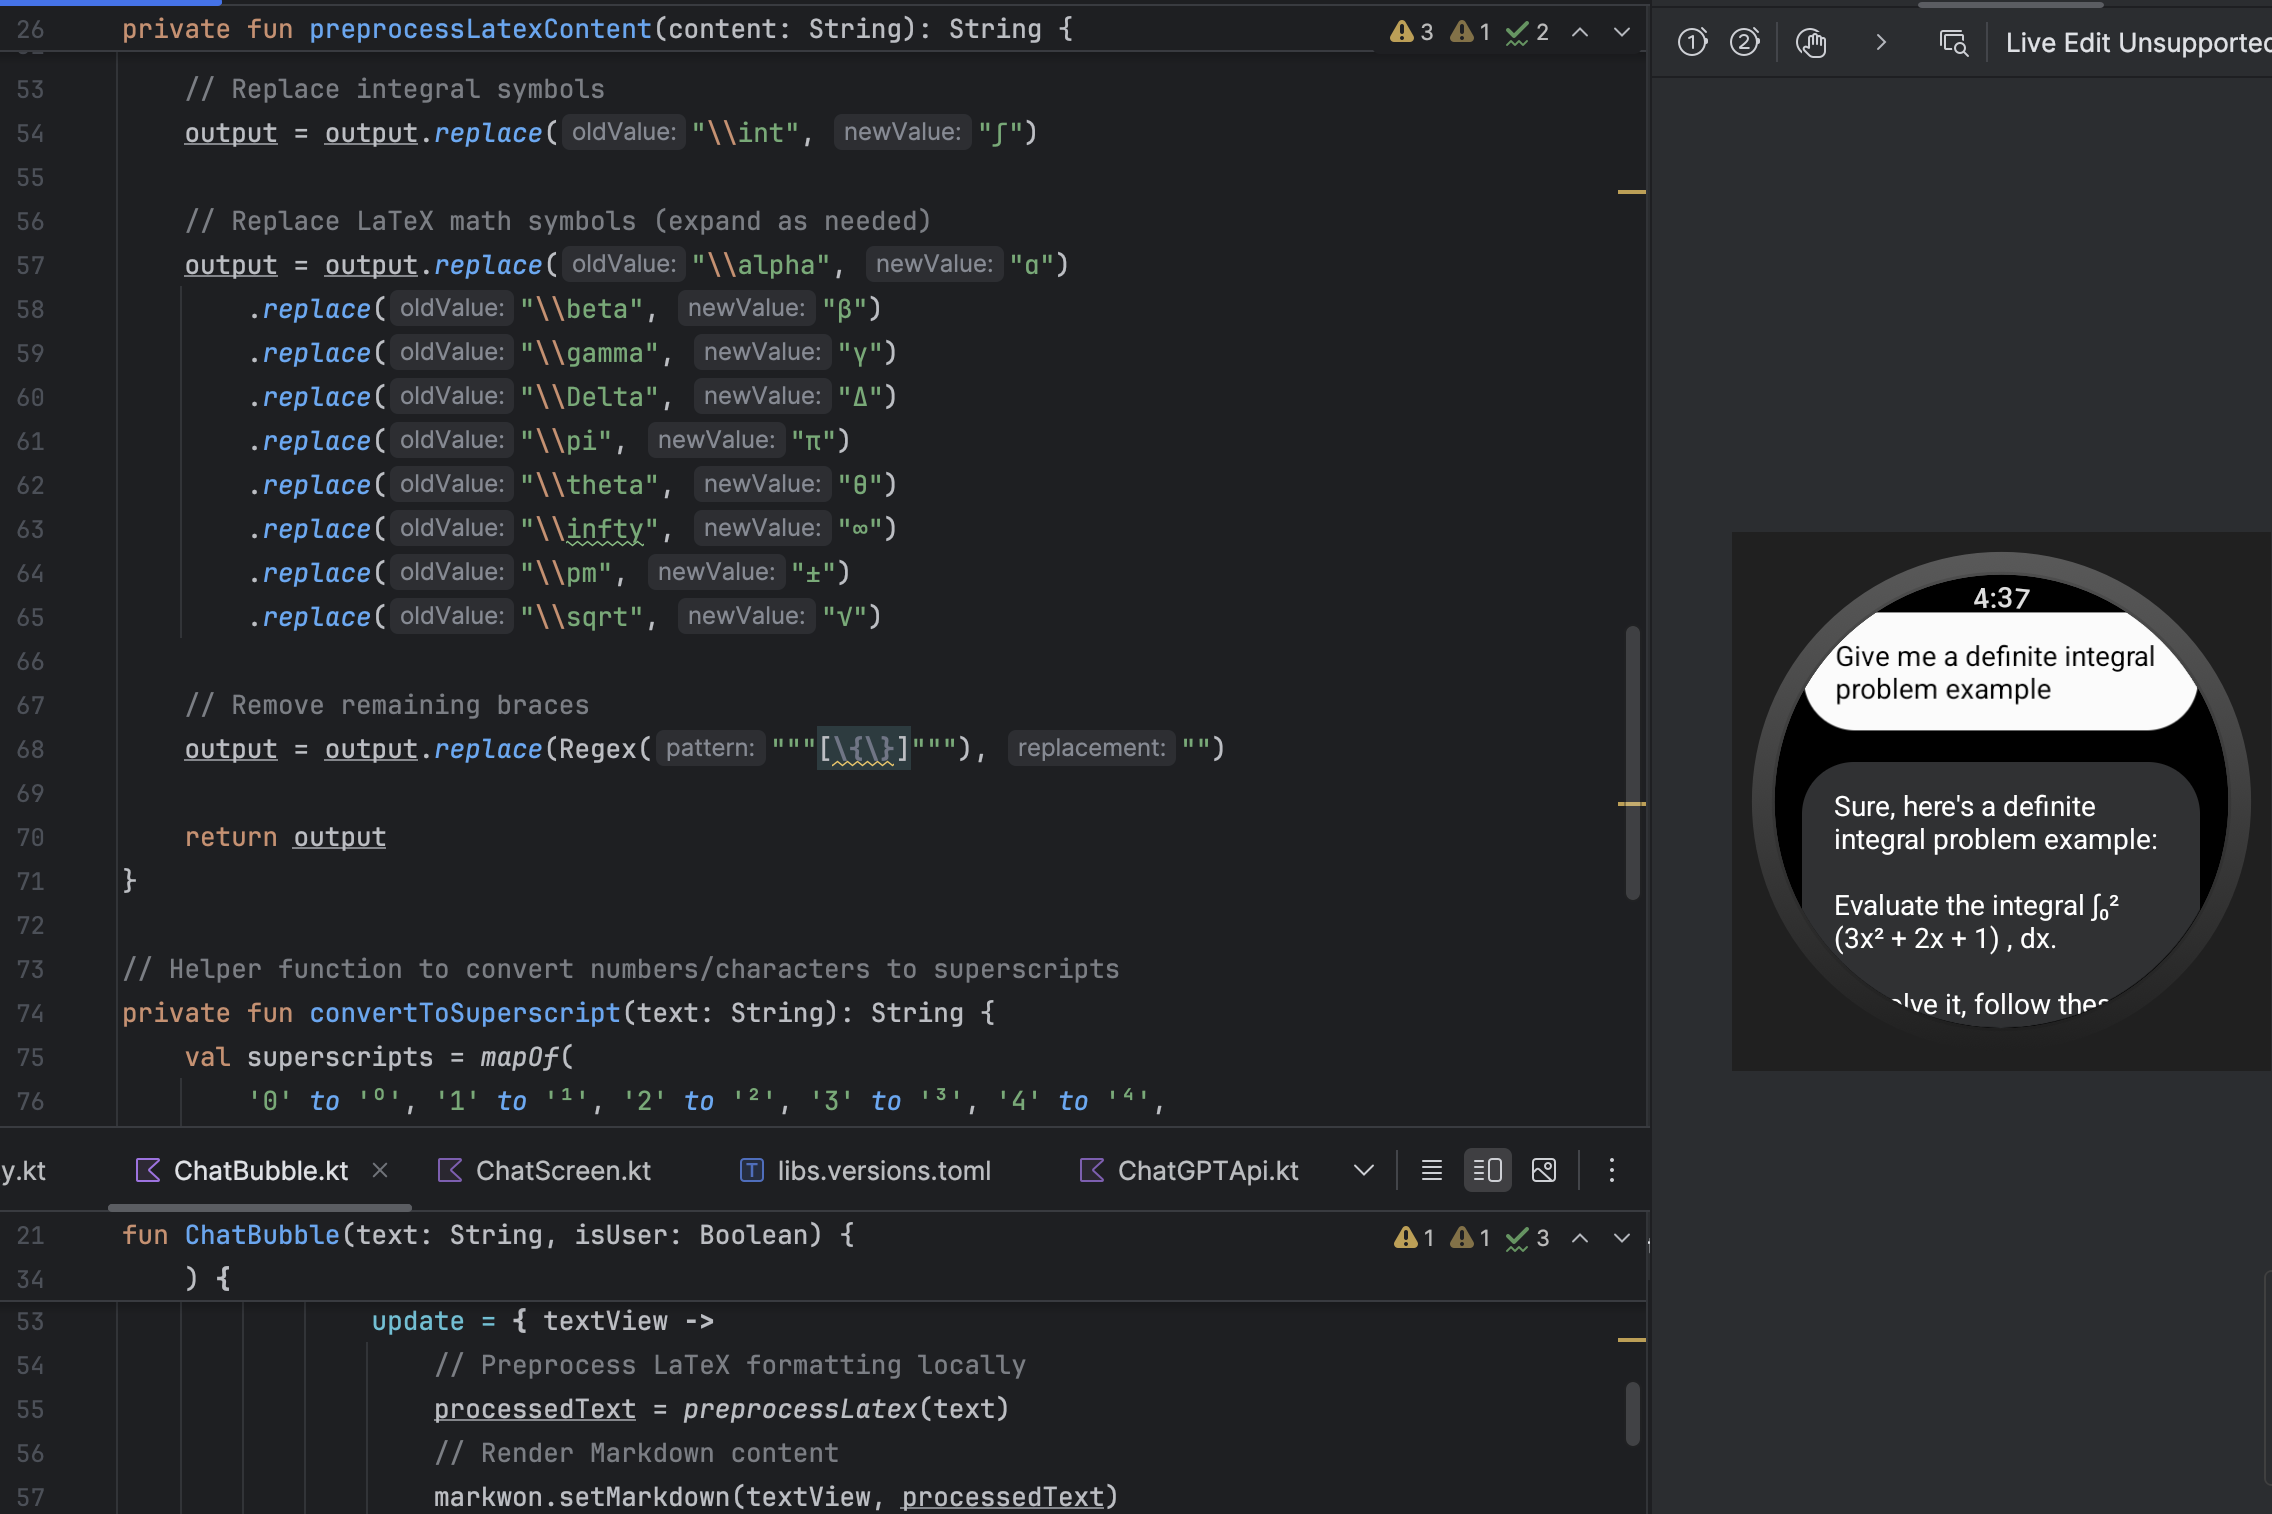 26 private fun preprocessLatexContent(content: String): String {
3 1 2
53 // Replace integral symbols
54 output = output.replace( oldValue: "\\int", newValue: "∫")
55
56 // Replace LaTeX math symbols (expand as needed)
57 output = output.replace( oldValue: "\\alpha", newValue: "α")
58 .replace( oldValue: "\\beta", newValue: "β")
59 .replace( oldValue: "\\gamma", newValue: "γ")
60 .replace( oldValue: "\\Delta", newValue: "Δ")
61 .replace( oldValue: "\\pi", newValue: "π")
62 .replace( oldValue: "\\theta", newValue: "θ")
63 .replace( oldValue: "\\infty", newValue: "∞")
64 .replace( oldValue: "\\pm", newValue: "±")
65 .replace( oldValue: "\\sqrt", newValue: "√")
66
67 // Remove remaining braces
68 output = output.replace(Regex( pattern: """[\{\}]"""), replacement: "")
69
70 return output
71 }
72
73 // Helper function to convert numbers/characters to superscripts
74 private fun convertToSuperscript(text: String): String {
75 val superscripts = mapOf(
76 '0' to '⁰', '1' to '¹', '2' to '²', '3' to '³', '4' to '⁴',
y.kt ChatBubble.kt ChatScreen.kt libs.versions.toml ChatGPTApi.kt
21 fun ChatBubble(text: String, isUser: Boolean) {
1 1 3
34 ) {
53 update = { textView ->
54 // Preprocess LaTeX formatting locally
55 processedText = preprocessLatex(text)
56 // Render Markdown content
57 markwon.setMarkdown(textView, processedText)
1 2 Live Edit Unsupported
4:37
Give me a definite integral
problem example
Sure, here's a definite
integral problem example:
Evaluate the integral ∫₀²
(3x² + 2x + 1) , dx.
lve it, follow thes